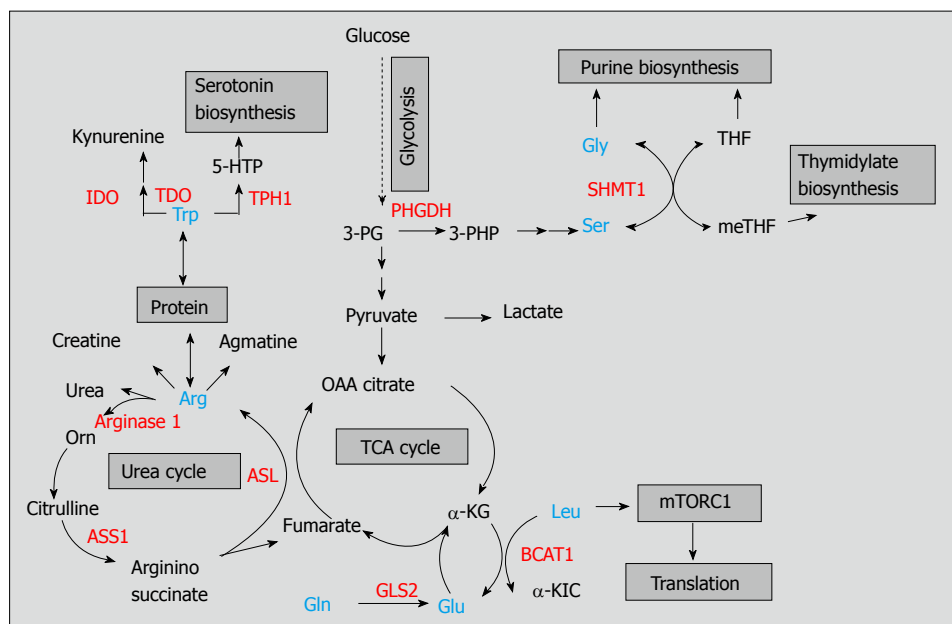 Glucose
Glycolysis
Purine biosynthesis
Serotonin
biosynthesis
Kynurenine
5-HTP
THF
Gly
Thymidylate
biosynthesis
IDO
TDO
TPH1
Trp
SHMT1
PHGDH
3-PG
3-PHP
Ser
meTHF
Protein
Pyruvate
Lactate
Creatine
Agmatine
OAA citrate
Urea
Arg
Arginase 1
Orn
TCA cycle
Urea cycle
ASL
Citrulline
ASS1
Fumarate
α-KG
Leu
mTORC1
BCAT1
Arginino
succinate
Gln
GLS2
Glu
α-KIC
Translation